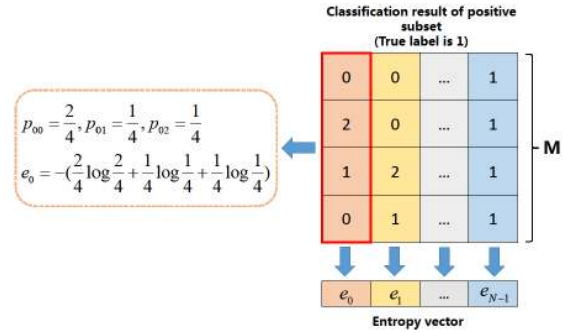 Classification result of positive
subset
(True label is 1)
0 0 ... 1
2 0 ... 1
1 2 ... 1
0 1 ... 1
M
p₀₀ = 2/4, p₀₁ = 1/4, p₀₂ = 1/4
e₀ = -(2/4 log 2/4 + 1/4 log 1/4 + 1/4 log 1/4)
e₀ e₁ ... e_{N-1}
Entropy vector